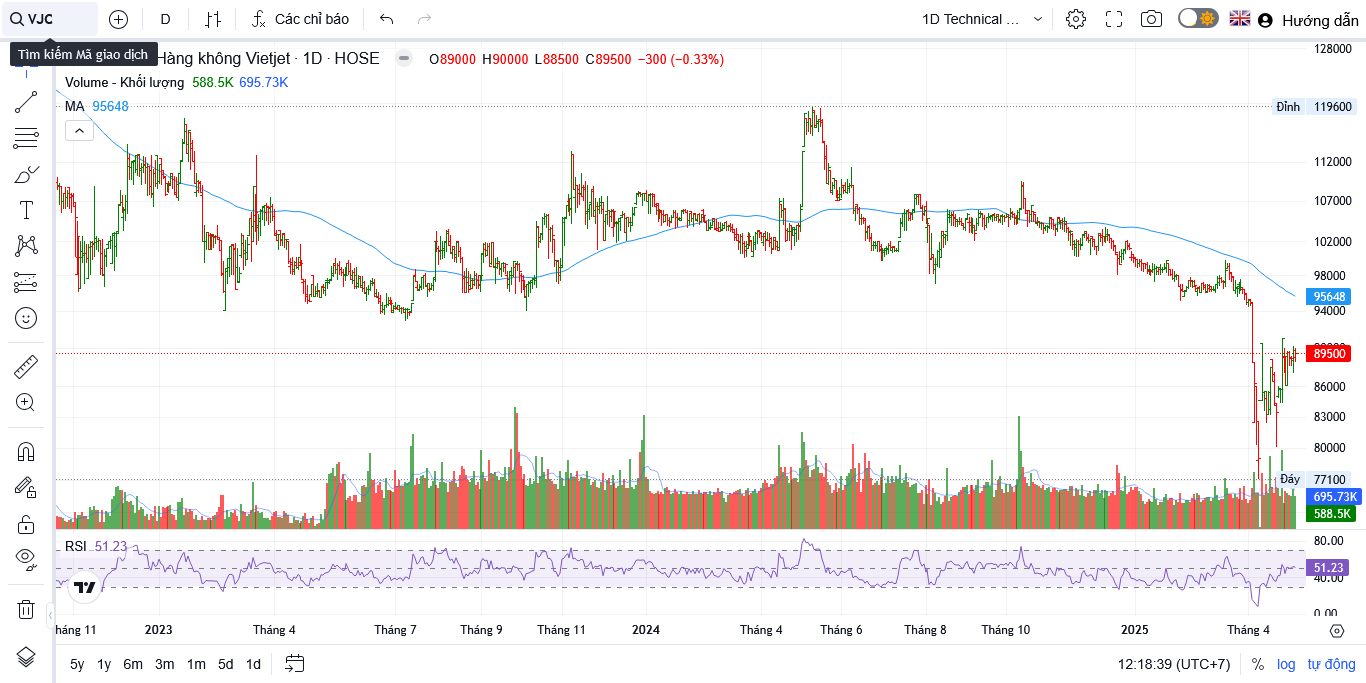 VJC
D
Các chỉ báo
1D Technical ...
Hướng dẫn
Tìm kiếm Mã giao dịch
Hàng không Vietjet · 1D · HOSE
O89000 H90000 L88500 C89500 −300 (−0.33%)
Volume - Khối lượng 588.5K 695.73K
MA 95648
128000
Đỉnh 119600
112000
107000
102000
98000
95648
94000
89500
86000
83000
80000
Đáy 77100
695.73K
588.5K
RSI 51.23
80.00
51.23
40.00
0.00
háng 11 2023 Tháng 4 Tháng 7 Tháng 9 Tháng 11 2024 Tháng 4 Tháng 6 Tháng 8 Tháng 10 2025 Tháng 4
5y 1y 6m 3m 1m 5d 1d
12:18:39 (UTC+7) % log tự động